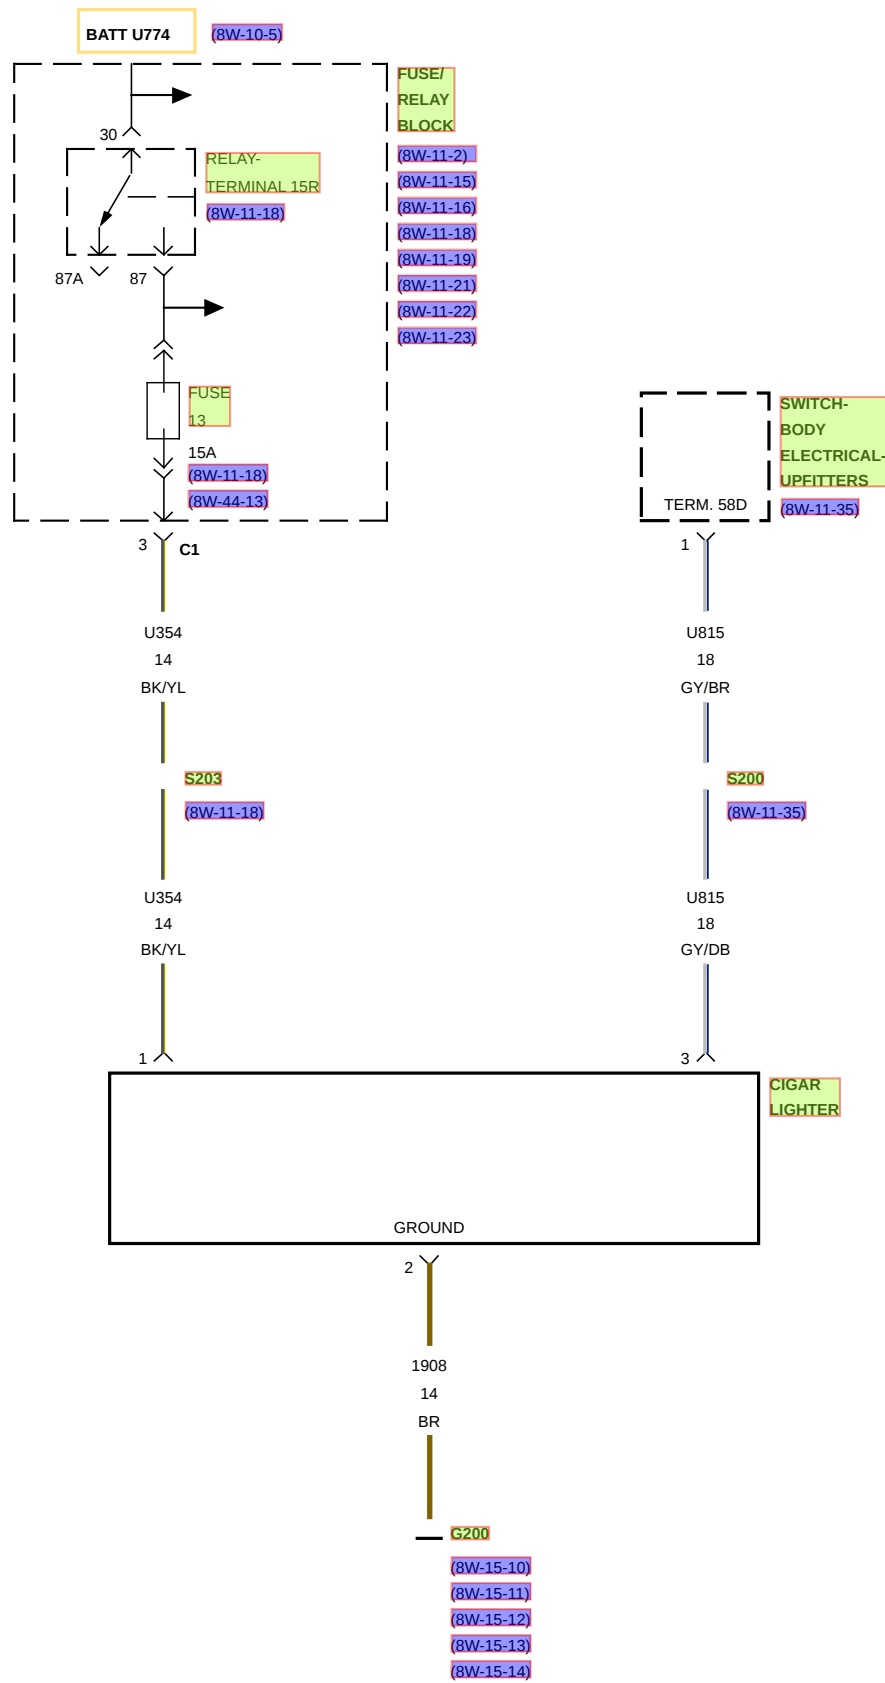 BATT U774 (8W-10-5)
FUSE/
RELAY
BLOCK
(8W-11-2)
(8W-11-15)
(8W-11-16)
(8W-11-18)
(8W-11-19)
(8W-11-21)
(8W-11-22)
(8W-11-23)
30
RELAY-
TERMINAL 15R
(8W-11-18)
87A 87
FUSE
13
15A
(8W-11-18)
(8W-44-13)
SWITCH-
BODY
ELECTRICAL-
UPFITTERS
(8W-11-35)
TERM. 58D
3 C1
1
U354
14
BK/YL
U815
18
GY/BR
S203
(8W-11-18)
S200
(8W-11-35)
U354
14
BK/YL
U815
18
GY/DB
1
3
CIGAR
LIGHTER
GROUND
2
1908
14
BR
G200
(8W-15-10)
(8W-15-11)
(8W-15-12)
(8W-15-13)
(8W-15-14)